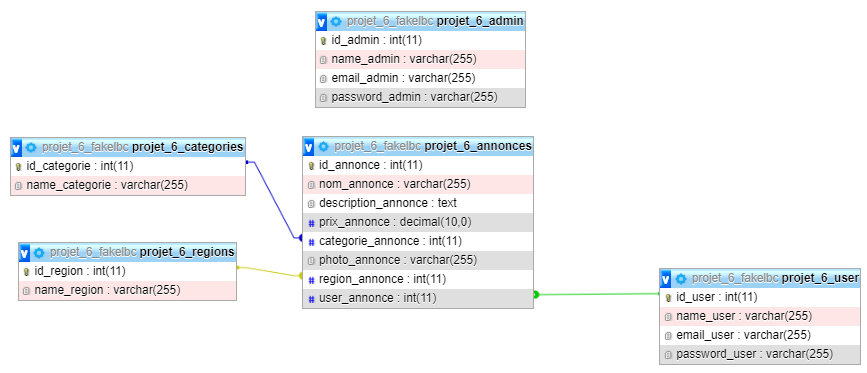 projet_6_fakelbc projet_6_admin
id_admin : int(11)
name_admin : varchar(255)
email_admin : varchar(255)
password_admin : varchar(255)
projet_6_fakelbc projet_6_categories
id_categorie : int(11)
name_categorie : varchar(255)
projet_6_fakelbc projet_6_annonces
id_annonce : int(11)
nom_annonce : varchar(255)
description_annonce : text
prix_annonce : decimal(10,0)
categorie_annonce : int(11)
photo_annonce : varchar(255)
region_annonce : int(11)
user_annonce : int(11)
projet_6_fakelbc projet_6_regions
id_region : int(11)
name_region : varchar(255)
projet_6_fakelbc projet_6_user
id_user : int(11)
name_user : varchar(255)
email_user : varchar(255)
password_user : varchar(255)